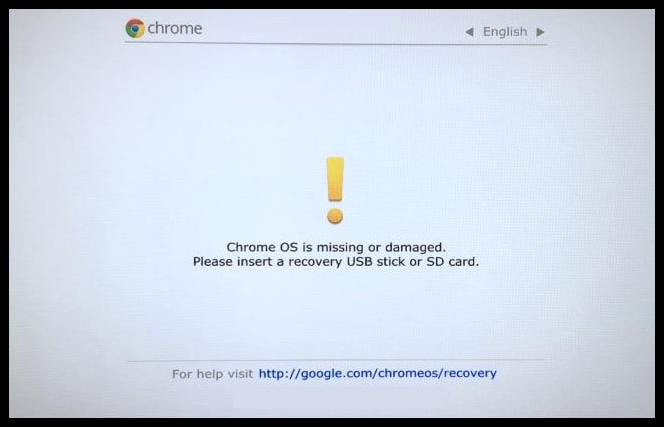 chrome
◀ English ▶
Chrome OS is missing or damaged.
Please insert a recovery USB stick or SD card.
For help visit http://google.com/chromeos/recovery